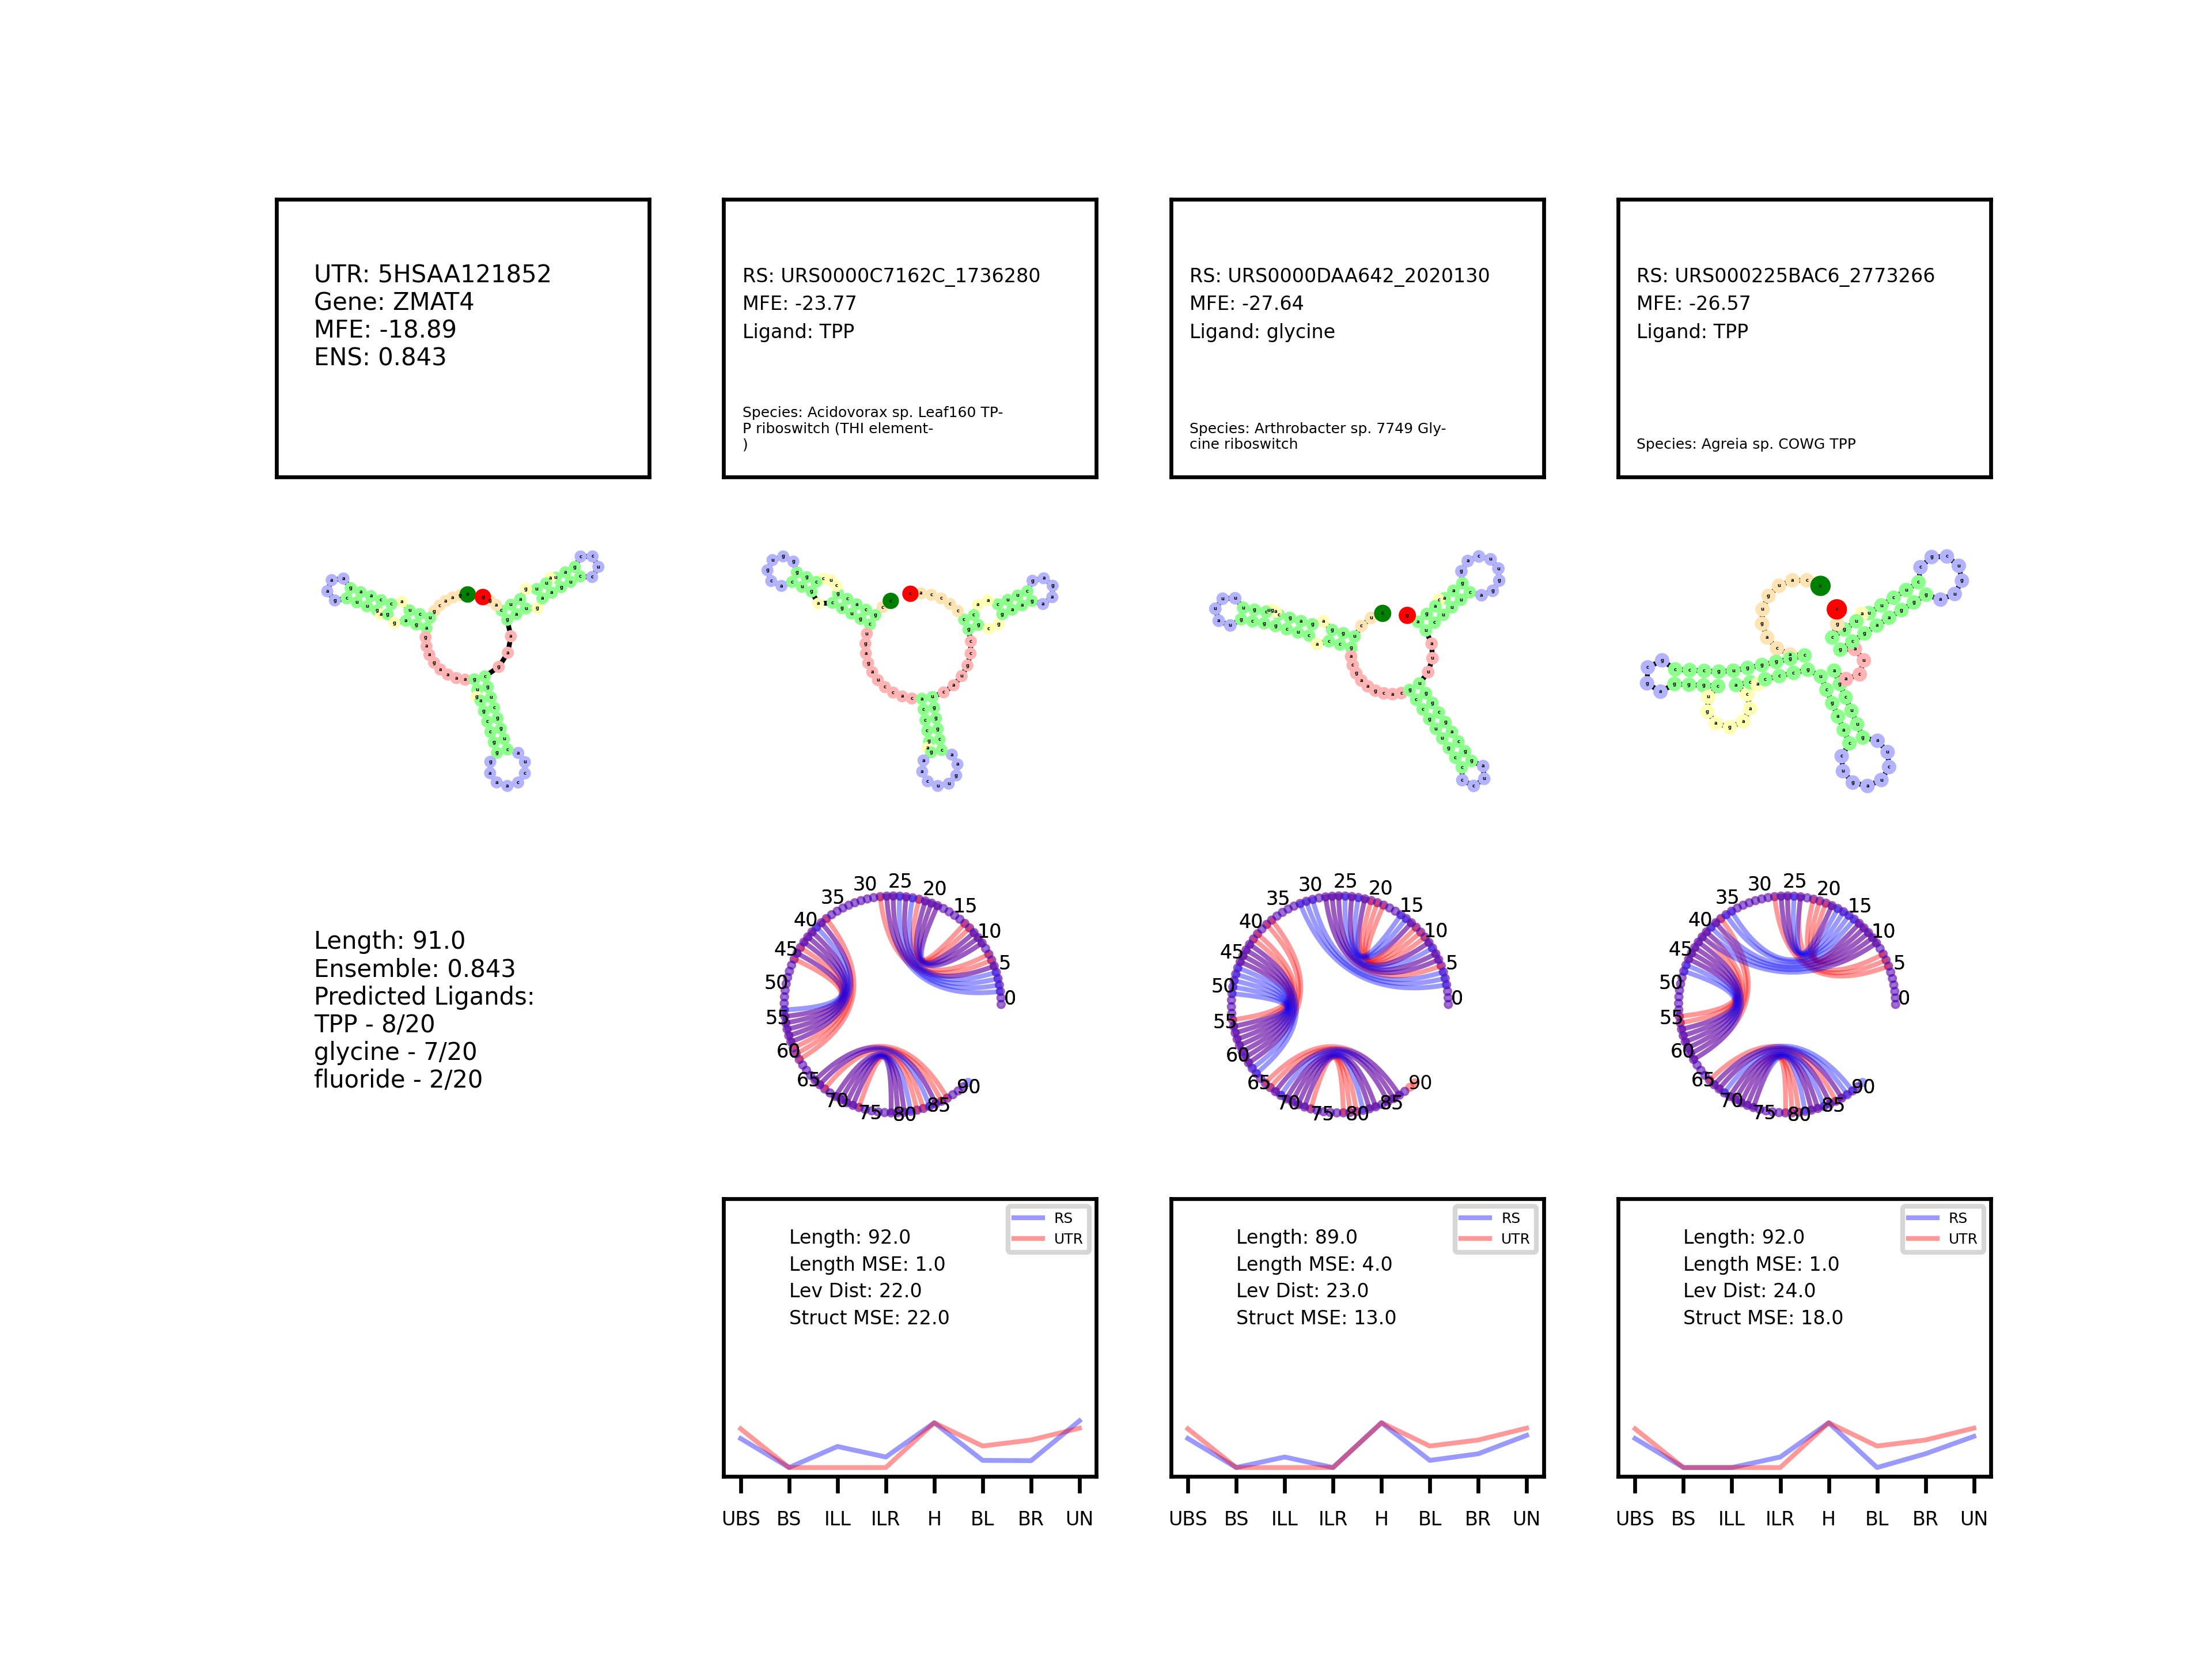 UTR: 5HSAA121852
Gene: ZMAT4
MFE: -18.89
ENS: 0.843
RS: URS0000C7162C_1736280
MFE: -23.77
Ligand: TPP
Species: Acidovorax sp. Leaf160 TP-
P riboswitch (THI element-
)
RS: URS0000DAA642_2020130
MFE: -27.64
Ligand: glycine
Species: Arthrobacter sp. 7749 Gly-
cine riboswitch
RS: URS000225BAC6_2773266
MFE: -26.57
Ligand: TPP
Species: Agreia sp. COWG TPP
Length: 91.0
Ensemble: 0.843
Predicted Ligands:
TPP - 8/20
glycine - 7/20
fluoride - 2/20
0 5 10 15 20 25 30 35 40 45 50 55 60 65 70 75 80 85 90
0 5 10 15 20 25 30 35 40 45 50 55 60 65 70 75 80 85 90
0 5 10 15 20 25 30 35 40 45 50 55 60 65 70 75 80 85 90
RS
UTR
Length: 92.0
Length MSE: 1.0
Lev Dist: 22.0
Struct MSE: 22.0
UBS BS ILL ILR H BL BR UN
RS
UTR
Length: 89.0
Length MSE: 4.0
Lev Dist: 23.0
Struct MSE: 13.0
UBS BS ILL ILR H BL BR UN
RS
UTR
Length: 92.0
Length MSE: 1.0
Lev Dist: 24.0
Struct MSE: 18.0
UBS BS ILL ILR H BL BR UN